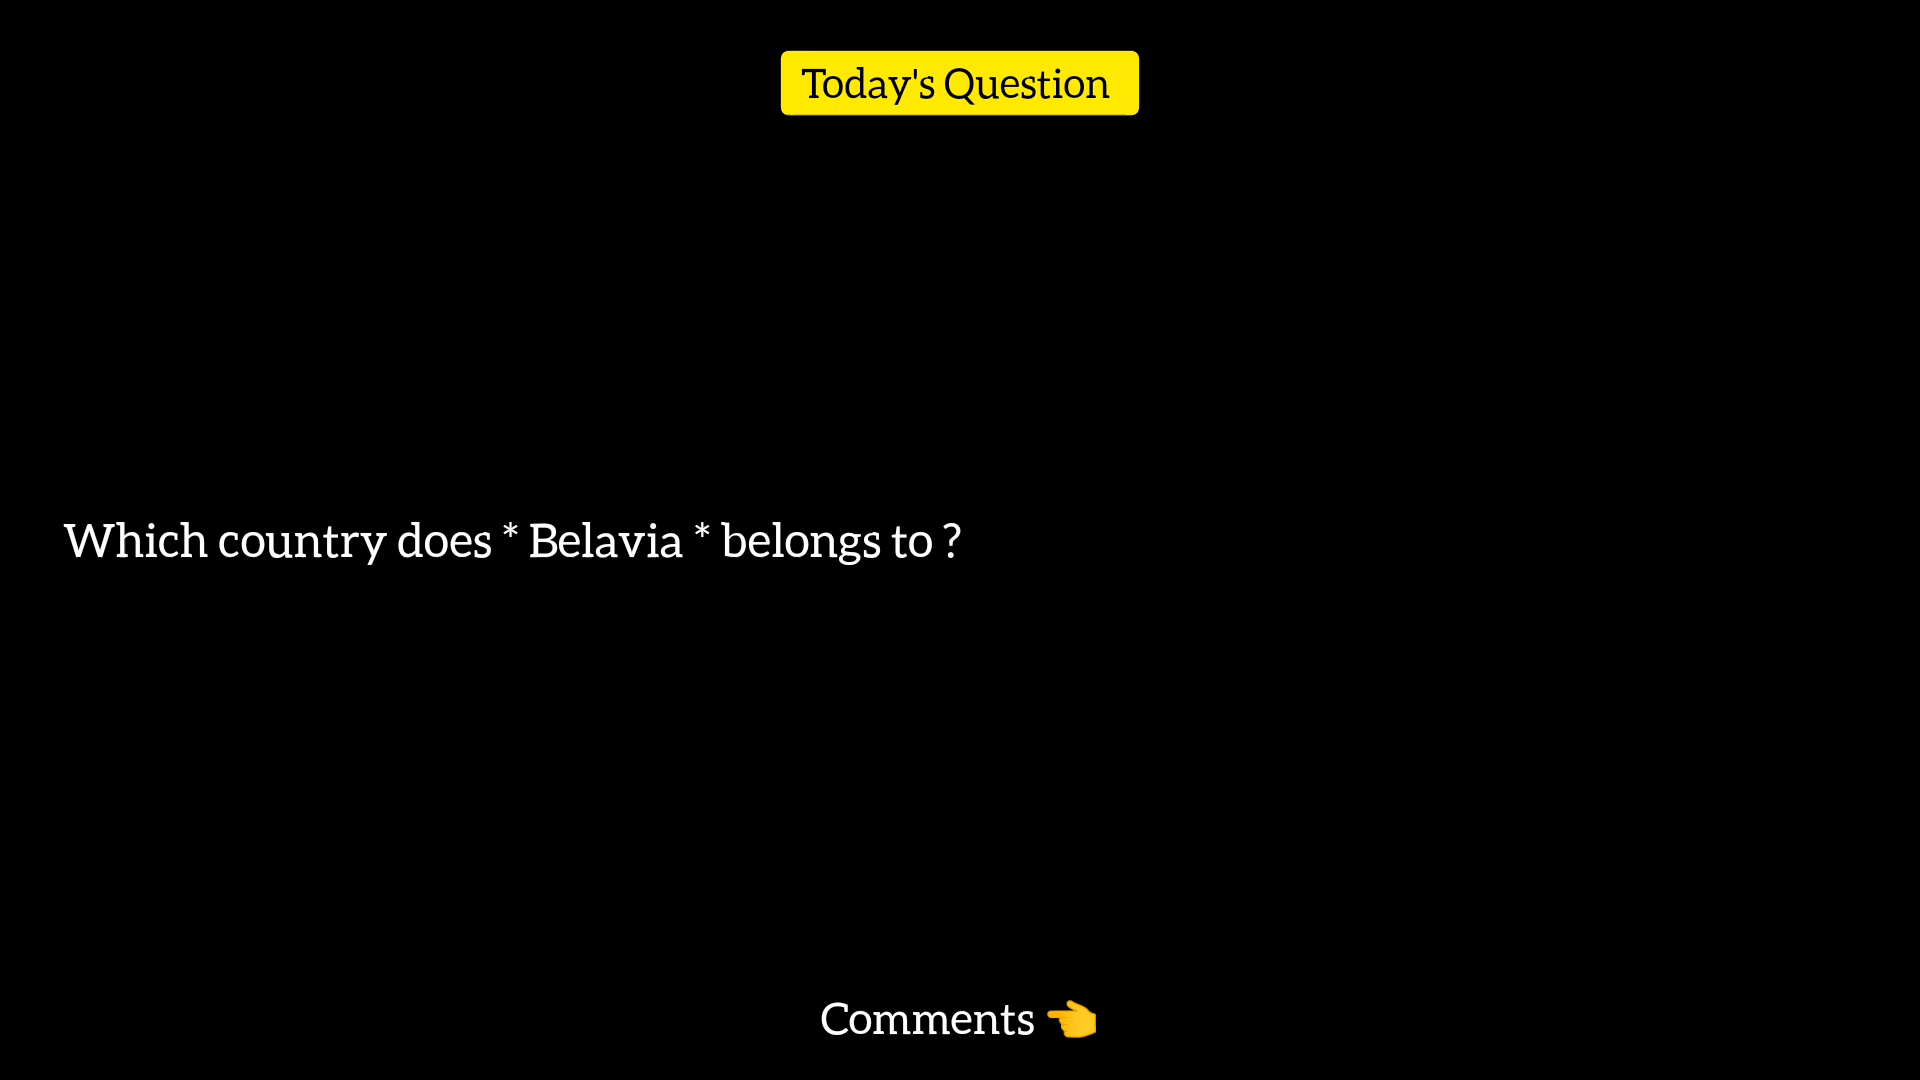 Today's Question
Which country does * Belavia * belongs to ?
Comments 👈